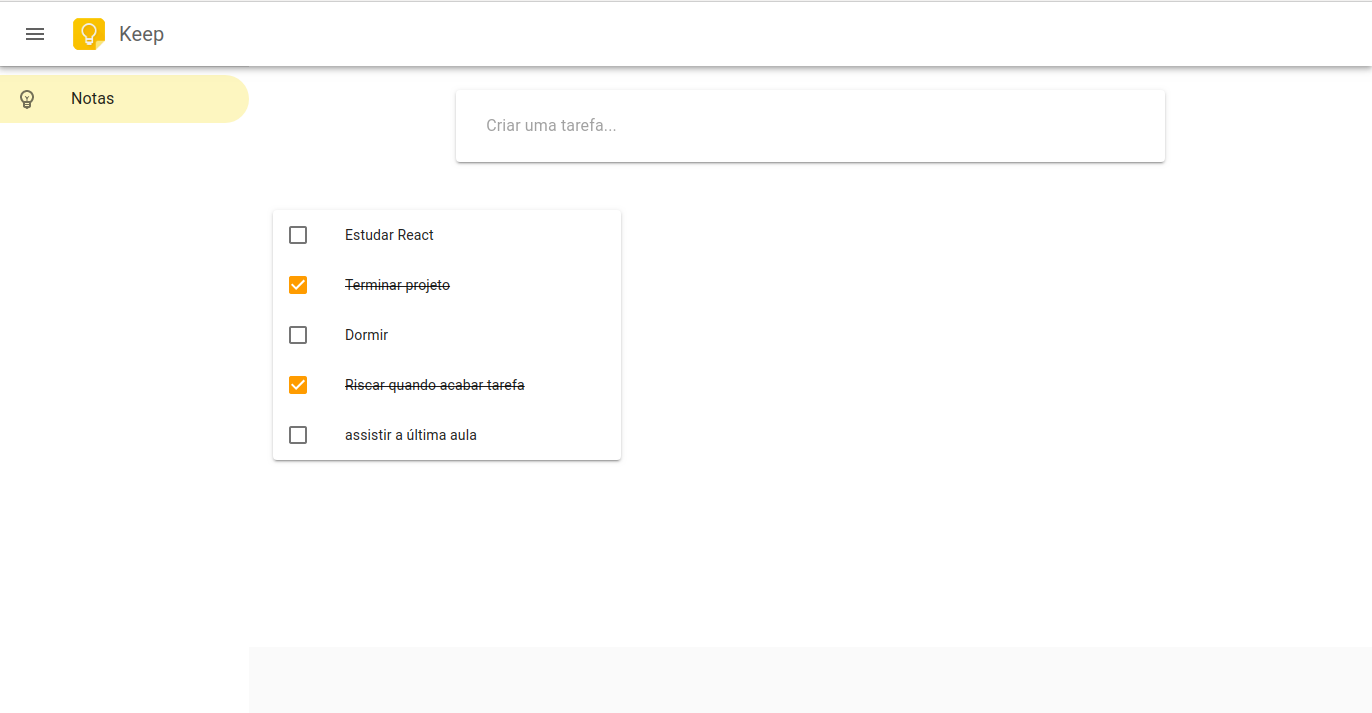 Keep
Notas
Criar uma tarefa...
Estudar React
Terminar projeto
Dormir
Riscar quando acabar tarefa
assistir a última aula